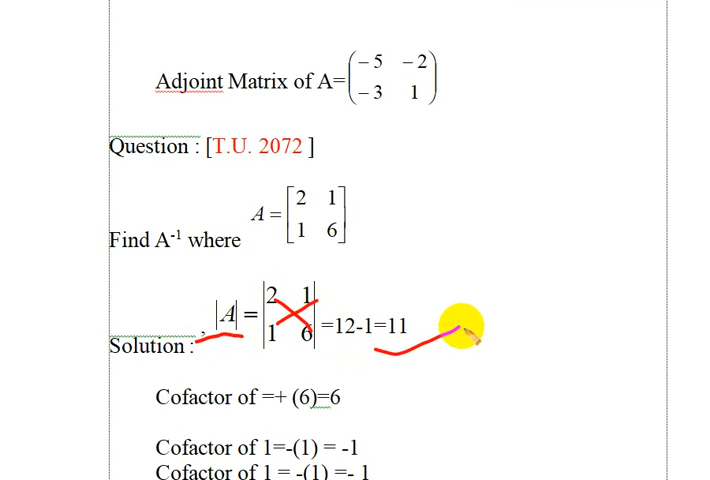 Adjoint Matrix of A= ( -5 -2
-3 1 )
Question : [T.U. 2072 ]
Find A⁻¹ where A = [ 2 1
1 6 ]
Solution : , |A| = | 2 1
1 6 | =12-1=11
Cofactor of =+ (6)=6
Cofactor of 1=-(1) = -1
Cofactor of 1 = -(1) =- 1